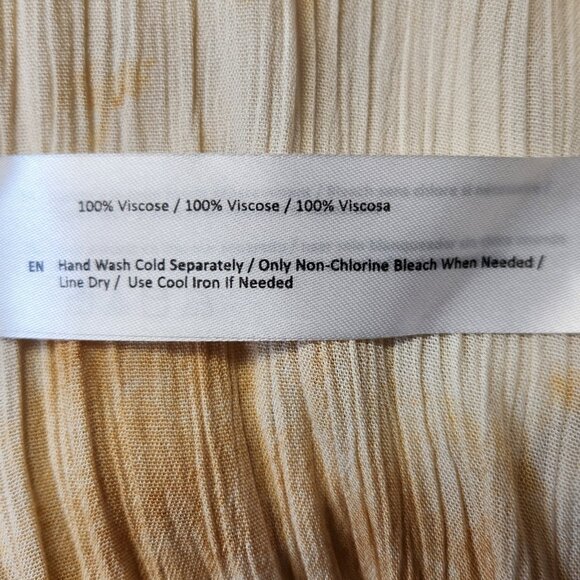 100% Viscose / 100% Viscose / 100% Viscosa
EN Hand Wash Cold Separately / Only Non-Chlorine Bleach When Needed /
Line Dry / Use Cool Iron If Needed